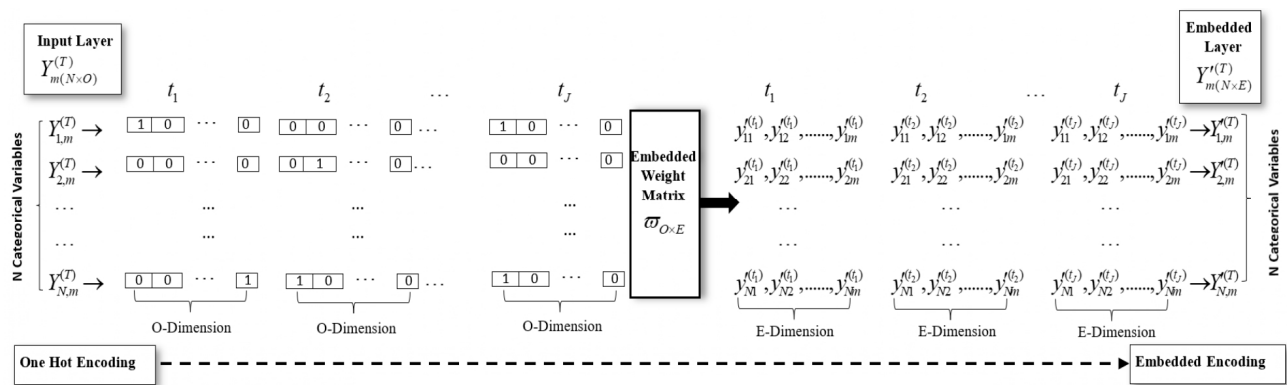 Input Layer
Y_{m(N×O)}^{(T)}
Embedded Layer
Y'^{(T)}_{m(N×E)}
t_1 t_2 … t_J
t_1 t_2 … t_J
N Categorical Variables
Y_{1,m}^{(T)} → 1 0 … 0 0 0 … 0 … 1 0 … 0
Y_{2,m}^{(T)} → 0 0 … 0 0 1 … 0 … 0 0 … 0
… … … …
… … … …
Y_{N,m}^{(T)} → 0 0 … 1 1 0 … 0 … 1 0 … 0
O-Dimension O-Dimension O-Dimension
Embedded
Weight
Matrix
ϖ_{O×E}
y'^{(t_1)}_{11}, y'^{(t_1)}_{12},……, y'^{(t_1)}_{1m} y'^{(t_2)}_{11}, y'^{(t_2)}_{12},……, y'^{(t_2)}_{1m} y'^{(t_J)}_{11}, y'^{(t_J)}_{12},……, y'^{(t_J)}_{1m} → Y'^{(T)}_{1,m}
y'^{(t_1)}_{21}, y'^{(t_1)}_{22},……, y'^{(t_1)}_{2m} y'^{(t_2)}_{21}, y'^{(t_2)}_{22},……, y'^{(t_2)}_{2m} y'^{(t_J)}_{21}, y'^{(t_J)}_{22},……, y'^{(t_J)}_{2m} → Y'^{(T)}_{2,m}
… … … …
… … … …
y'^{(t_1)}_{N1}, y'^{(t_1)}_{N2},……, y'^{(t_1)}_{Nm} y'^{(t_2)}_{N1}, y'^{(t_2)}_{N2},……, y'^{(t_2)}_{Nm} y'^{(t_J)}_{N1}, y'^{(t_J)}_{N2},……, y'^{(t_J)}_{Nm} → Y'^{(T)}_{N,m}
E-Dimension E-Dimension E-Dimension
N Categorical Variables
One Hot Encoding
Embedded Encoding